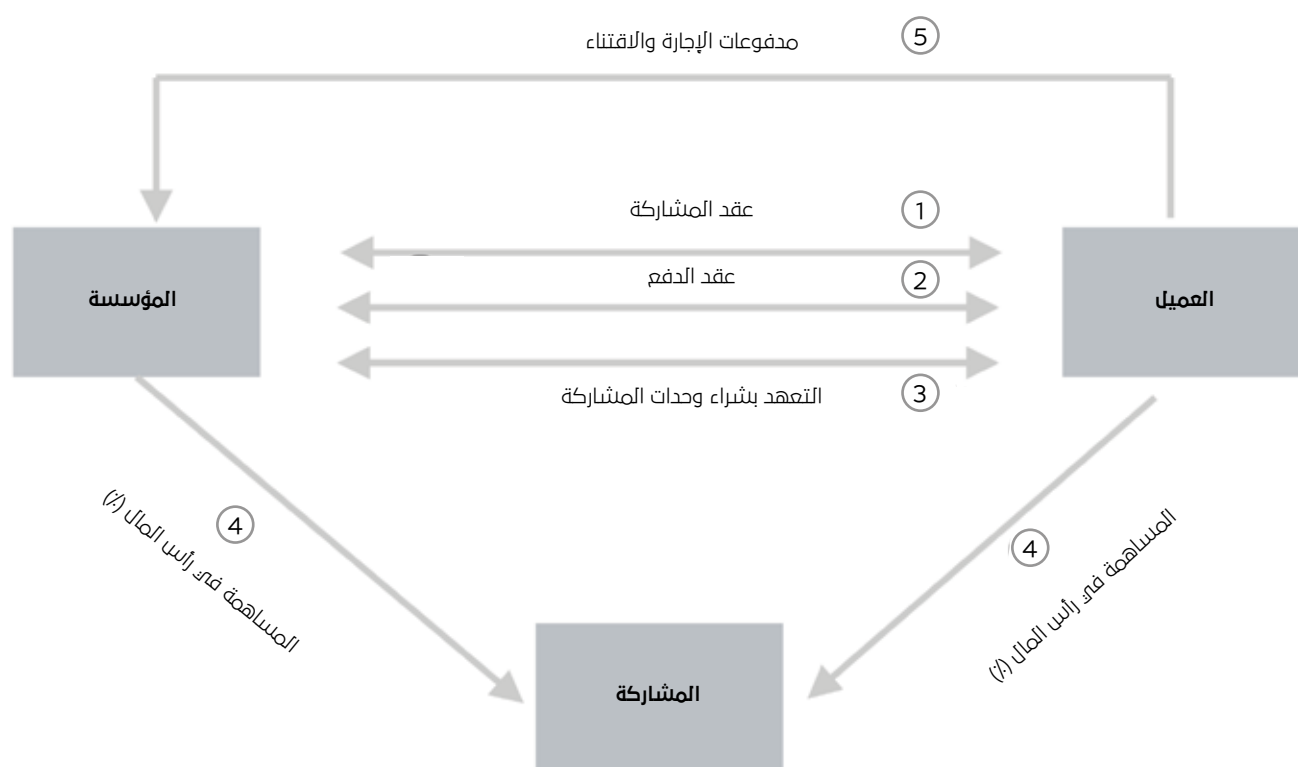 5 مدفوعات الإجارة والاقتناء
1 عقد المشاركة
2 عقد الدفع
العميل
المؤسسة
3 التعهد بشراء وحدات المشاركة
4 المساهمة في رأس المال (٪)
4 المساهمة في رأس المال (٪)
المشاركة